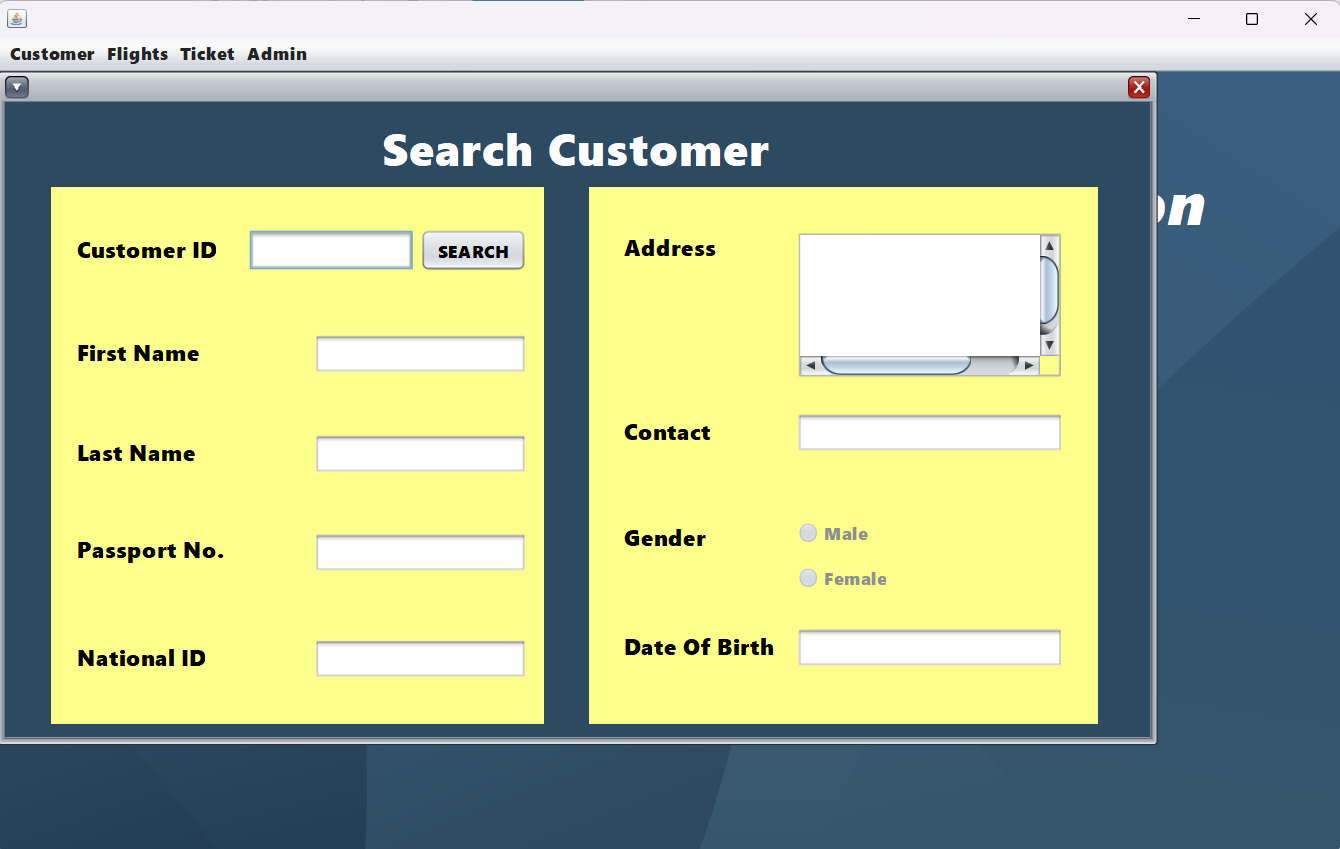 Customer Flights Ticket Admin
Search Customer
Customer ID
SEARCH
First Name
Last Name
Passport No.
National ID
Address
Contact
Gender
Male
Female
Date Of Birth